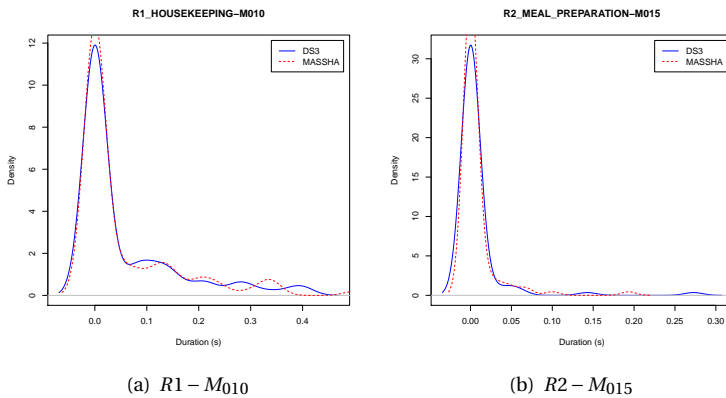 R1_HOUSEKEEPING−M010
DS3
MASSHA
12
10
8
6
4
2
0
Density
0.0 0.1 0.2 0.3 0.4
Duration (s)
(a) R1 − M010
R2_MEAL_PREPARATION−M015
DS3
MASSHA
30
25
20
15
10
5
0
Density
0.00 0.05 0.10 0.15 0.20 0.25 0.30
Duration (s)
(b) R2 − M015